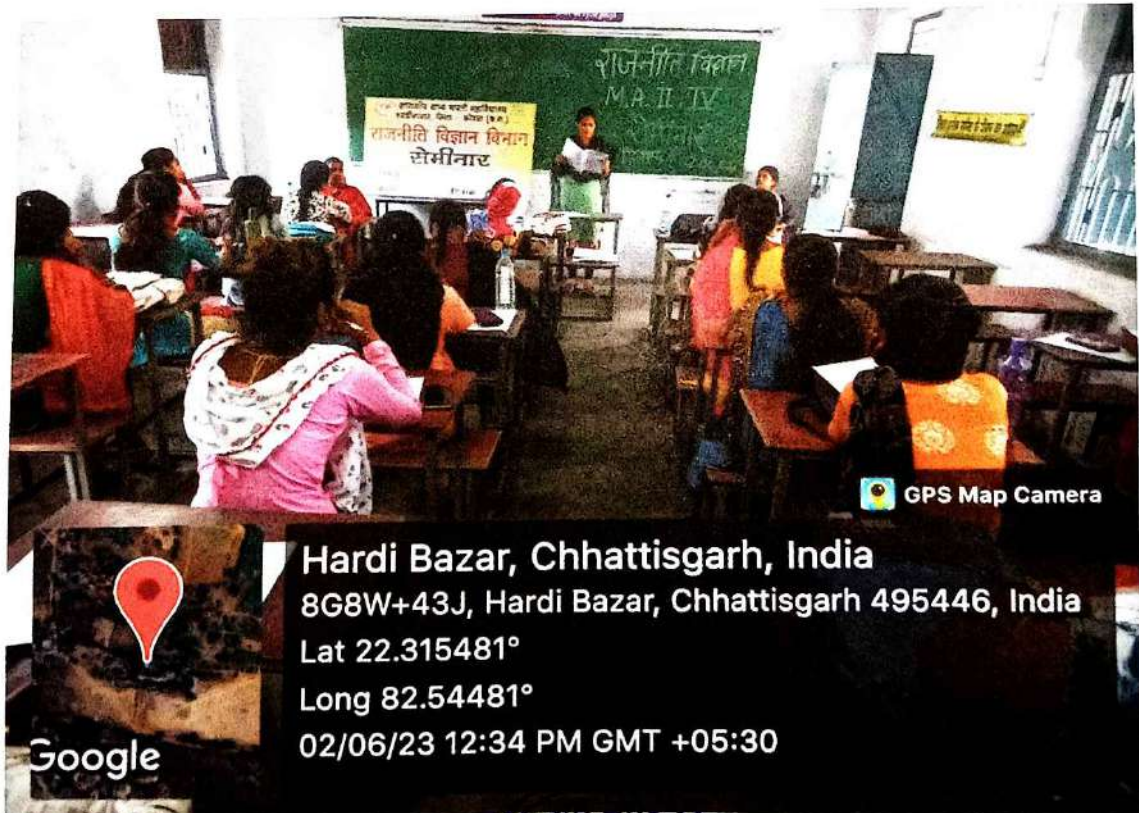 राजनीति विज्ञान
M.A. II. IV
सेमीनार
राजनीति विज्ञान विभाग
सेमीनार
GPS Map Camera
Hardi Bazar, Chhattisgarh, India
8G8W+43J, Hardi Bazar, Chhattisgarh 495446, India
Lat 22.315481°
Long 82.54481°
02/06/23 12:34 PM GMT +05:30
Google